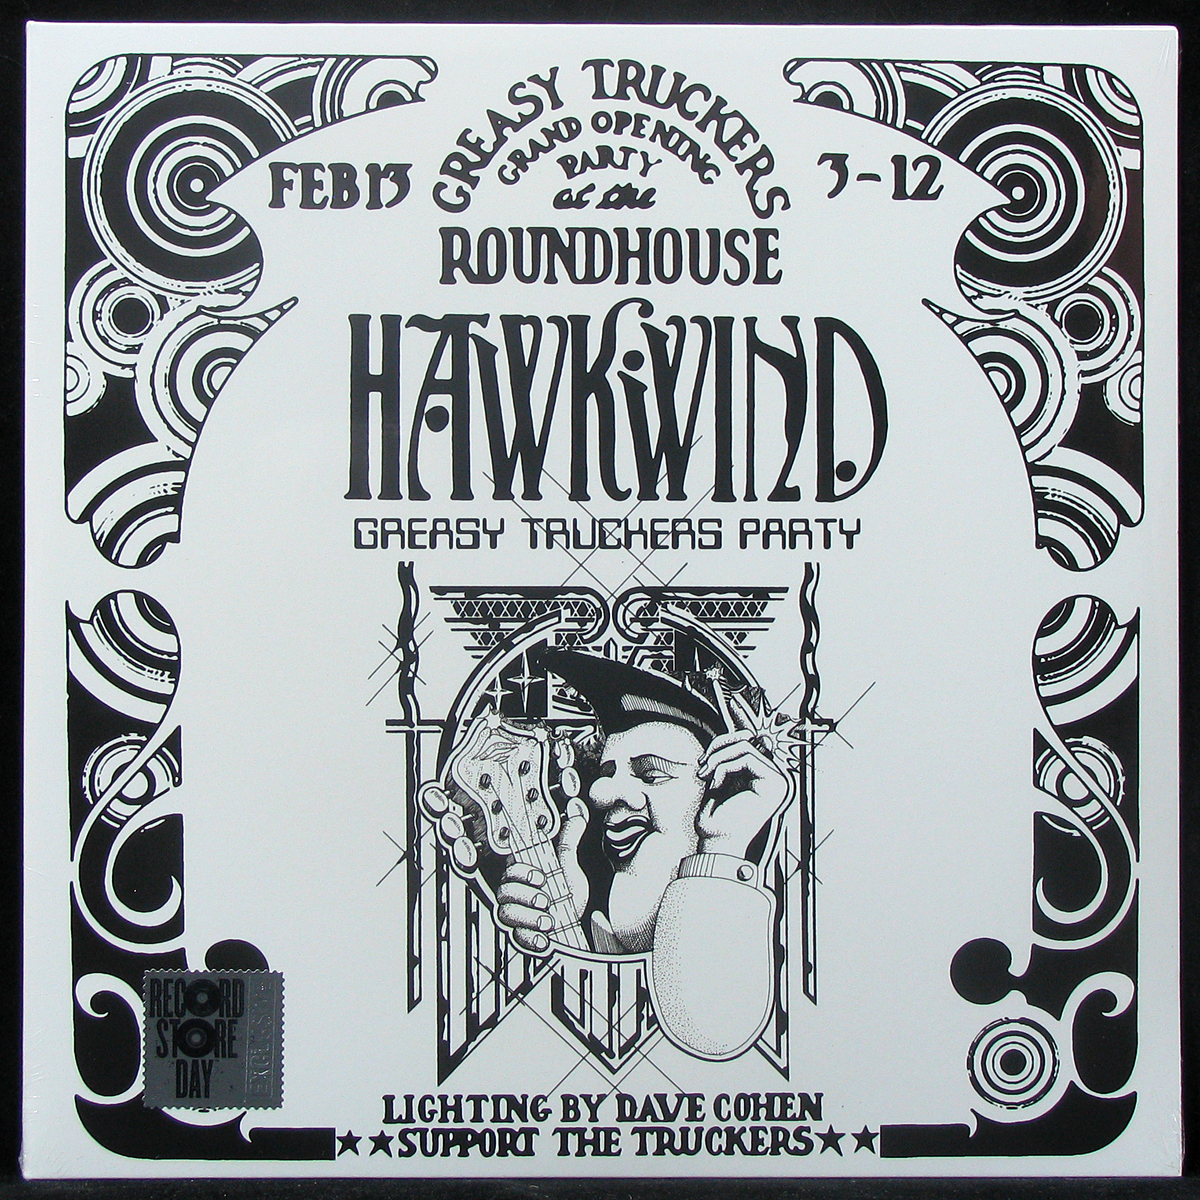 GREASY TRUCKERS
GRAND OPENING
PARTY
at the
FEB 13
3-12
ROUNDHOUSE
HAWKWIND
GREASY TRUCKERS PARTY
RECORD
STORE
DAY
EXCLUSIVE
LIGHTING BY DAVE COHEN
★★SUPPORT THE TRUCKERS★★